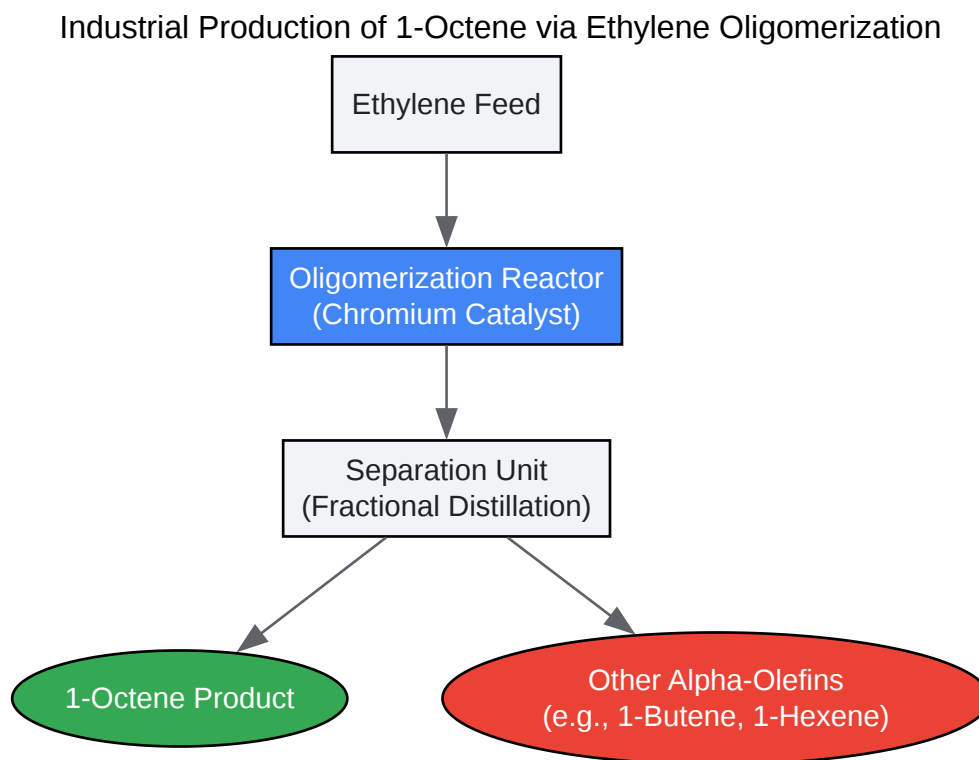 Industrial Production of 1-Octene via Ethylene Oligomerization
Ethylene Feed
Oligomerization Reactor
(Chromium Catalyst)
Separation Unit
(Fractional Distillation)
1-Octene Product
Other Alpha-Olefins
(e.g., 1-Butene, 1-Hexene)